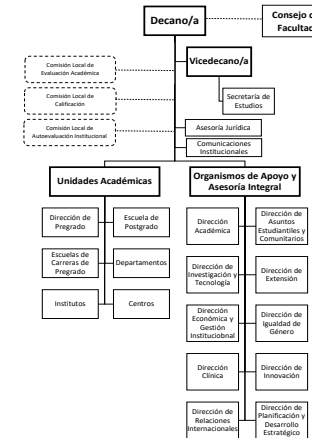 Decano/a
Consejo d
Faculta
Comisión Local de
Evaluación Académica
Vicedecano/a
Comisión Local de
Calificación
Secretaría de
Estudios
Comisión Local de
Autoevaluación Institucional
Asesoría Jurídica
Comunicaciones
Institucionales
Unidades Académicas
Organismos de Apoyo y
Asesoría Integral
Dirección de
Pregrado
Escuela de
Postgrado
Escuelas de
Carreras de
Pregrado
Departamentos
Institutos
Centros
Dirección
Académica
Dirección de
Asuntos
Estudiantiles y
Comunitarios
Dirección de
Investigación y
Tecnología
Dirección de
Extensión
Dirección
Económica y
Gestión
Instituciobnal
Dirección de
Igualdad de
Género
Dirección
Clínica
Dirección de
Innovación
Dirección de
Relaciones
Internacionales
Dirección de
Planificación y
Desarrollo
Estratégico